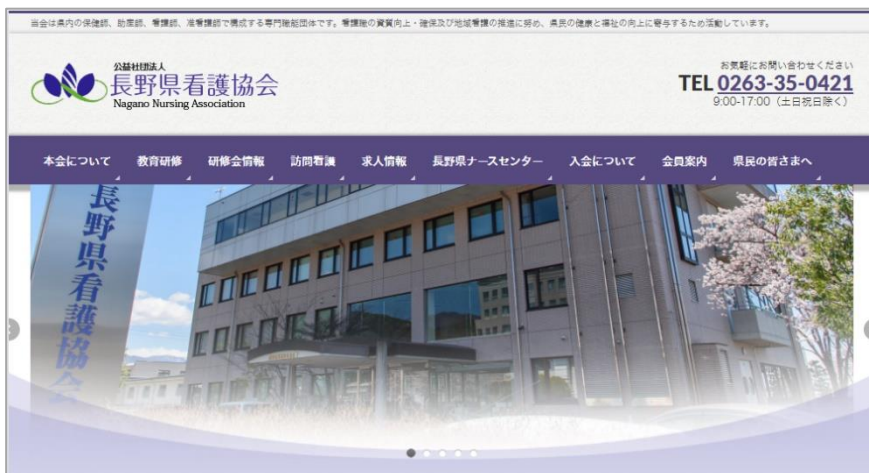 当会は県内の保健師、助産師、看護師、准看護師で構成する専門職能団体です。看護職の資質向上・確保及び地域看護の推進に努め、県民の健康と福祉の向上に寄与するため活動しています。
公益社団法人
長野県看護協会
Nagano Nursing Association
お気軽にお問い合わせください
TEL 0263-35-0421
9:00-17:00（土日祝日除く）
本会について 教育研修 研修会情報 訪問看護 求人情報 長野県ナースセンター 入会について 会員案内 県民の皆さまへ
長野県看護協会